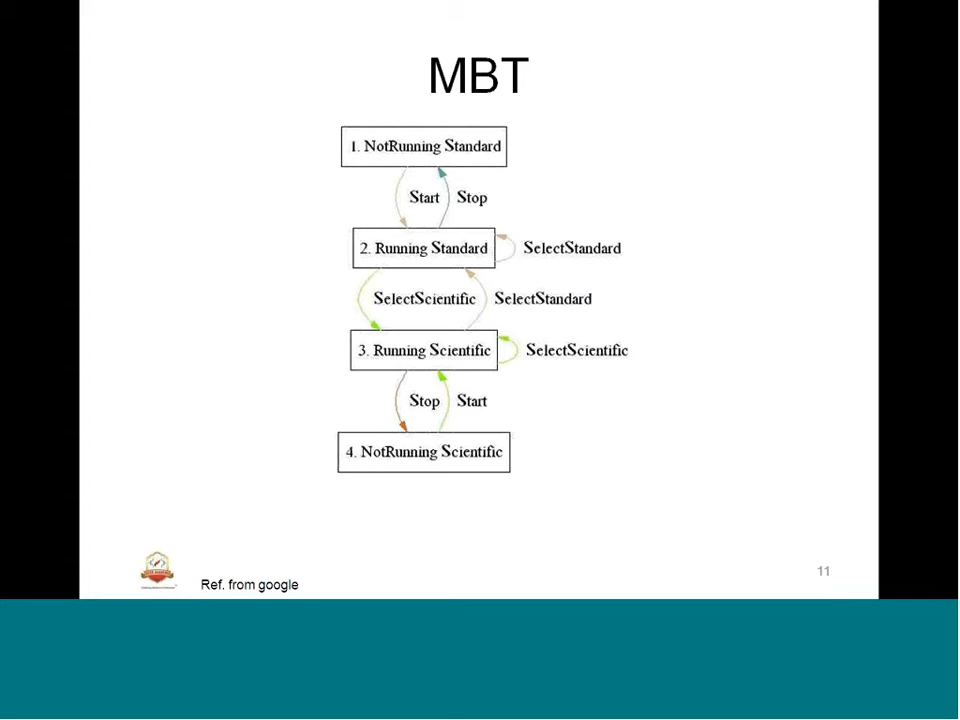 MBT
1. NotRunning Standard
Start
Stop
2. Running Standard
SelectStandard
SelectScientific
SelectStandard
3. Running Scientific
SelectScientific
Stop
Start
4. NotRunning Scientific
11
Ref. from google